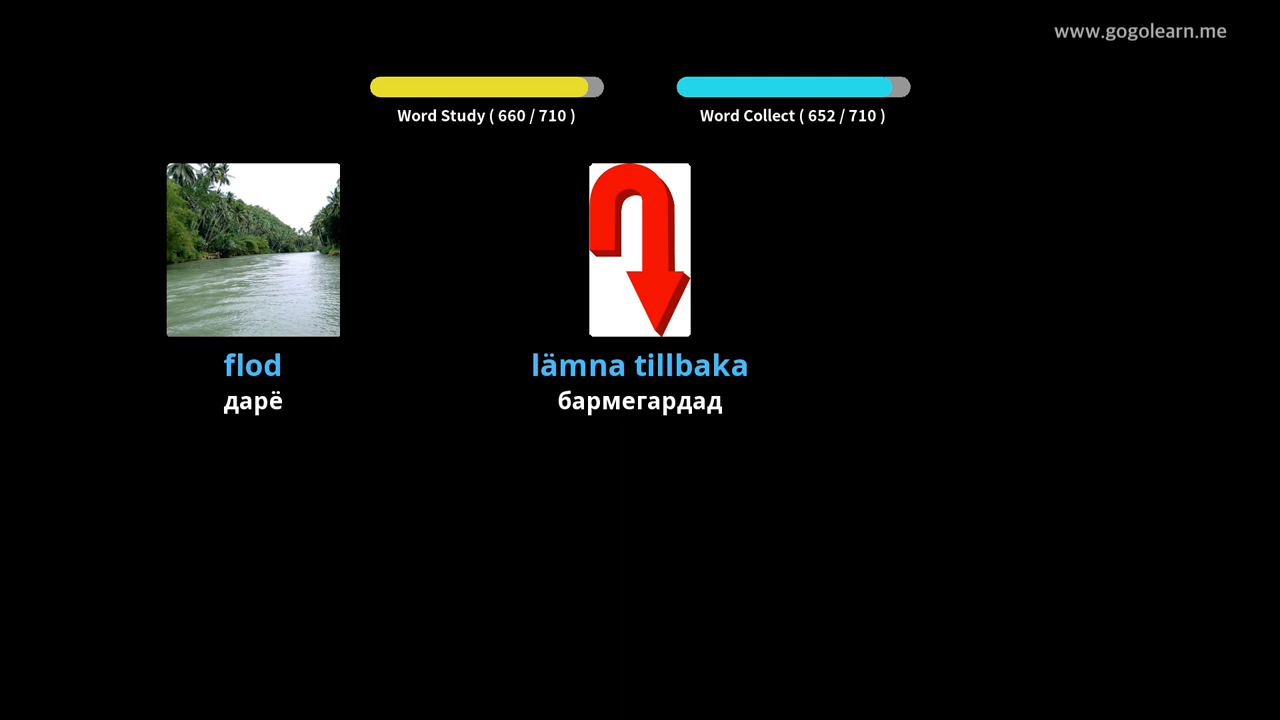 www.gogolearn.me
Word Study ( 660 / 710 )
Word Collect ( 652 / 710 )
flod
дарё
lämna tillbaka
бармегардад